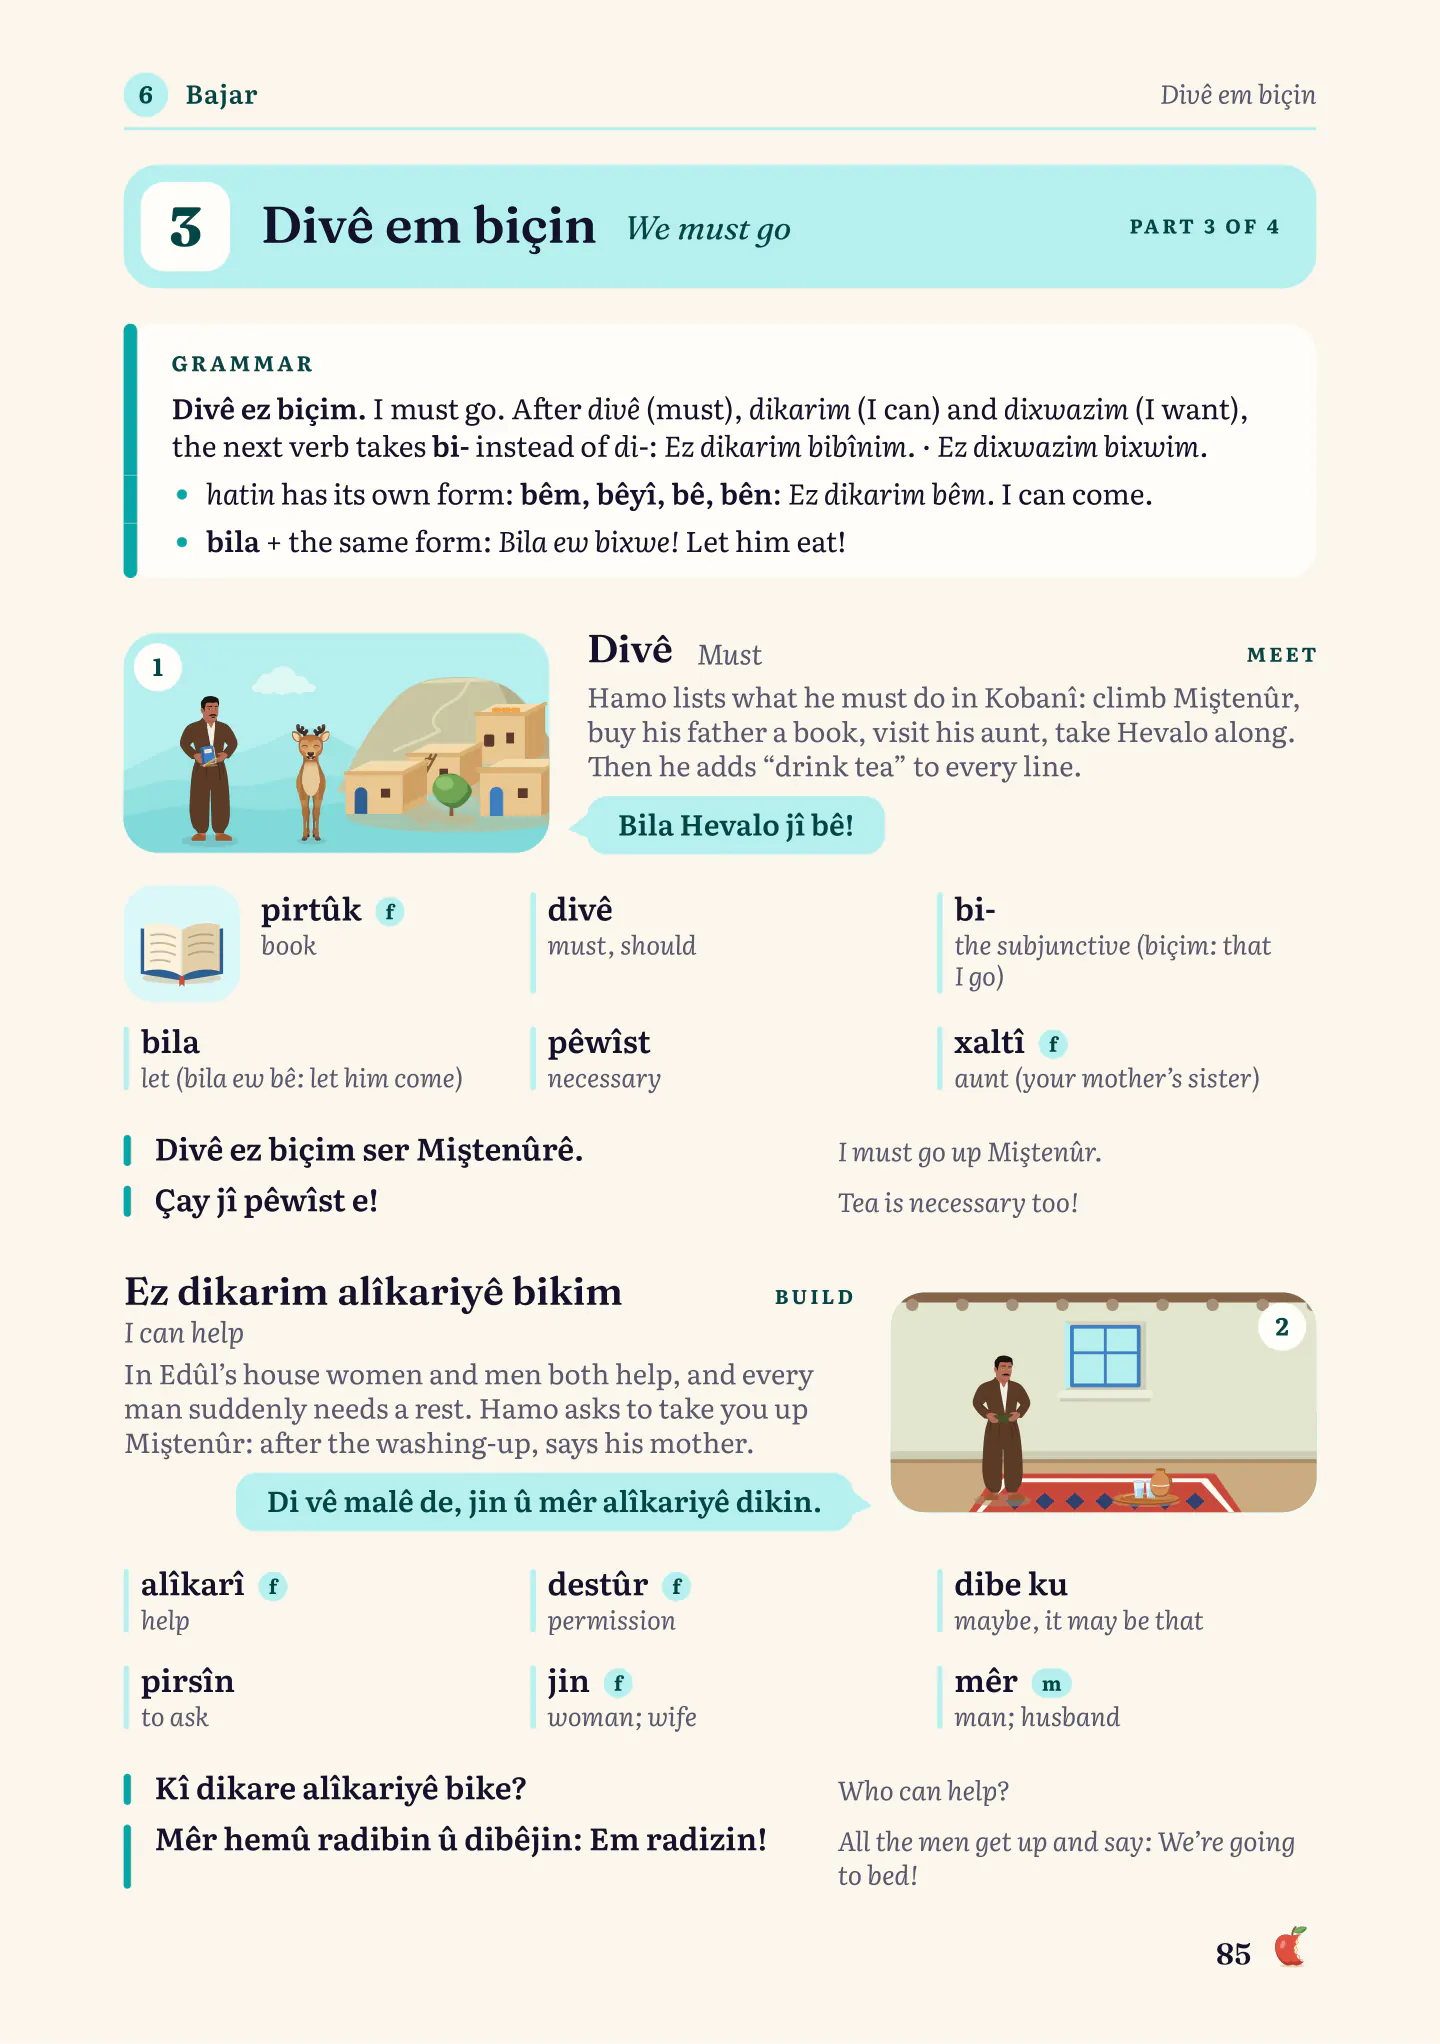 6 Bajar
Divê em biçin
3 Divê em biçin We must go PART 3 OF 4
GRAMMAR
Divê ez biçim. I must go. After divê (must), dikarim (I can) and dixwazim (I want),
the next verb takes bi- instead of di-: Ez dikarim bibînim. · Ez dixwazim bixwim.
• hatin has its own form: bêm, bêyî, bê, bên: Ez dikarim bêm. I can come.
• bila + the same form: Bila ew bixwe! Let him eat!
1
Divê Must MEET
Hamo lists what he must do in Kobanî: climb Miştenûr,
buy his father a book, visit his aunt, take Hevalo along.
Then he adds “drink tea” to every line.
Bila Hevalo jî bê!
pirtûk f
book
divê
must, should
bi-
the subjunctive (biçim: that
I go)
bila
let (bila ew bê: let him come)
pêwîst
necessary
xaltî f
aunt (your mother’s sister)
Divê ez biçim ser Miştenûrê.
I must go up Miştenûr.
Çay jî pêwîst e!
Tea is necessary too!
Ez dikarim alîkariyê bikim BUILD
I can help
In Edûl’s house women and men both help, and every
man suddenly needs a rest. Hamo asks to take you up
Miştenûr: after the washing-up, says his mother.
Di vê malê de, jin û mêr alîkariyê dikin.
2
alîkarî f
help
destûr f
permission
dibe ku
maybe, it may be that
pirsîn
to ask
jin f
woman; wife
mêr m
man; husband
Kî dikare alîkariyê bike?
Who can help?
Mêr hemû radibin û dibêjin: Em radizin!
All the men get up and say: We’re going
to bed!
85